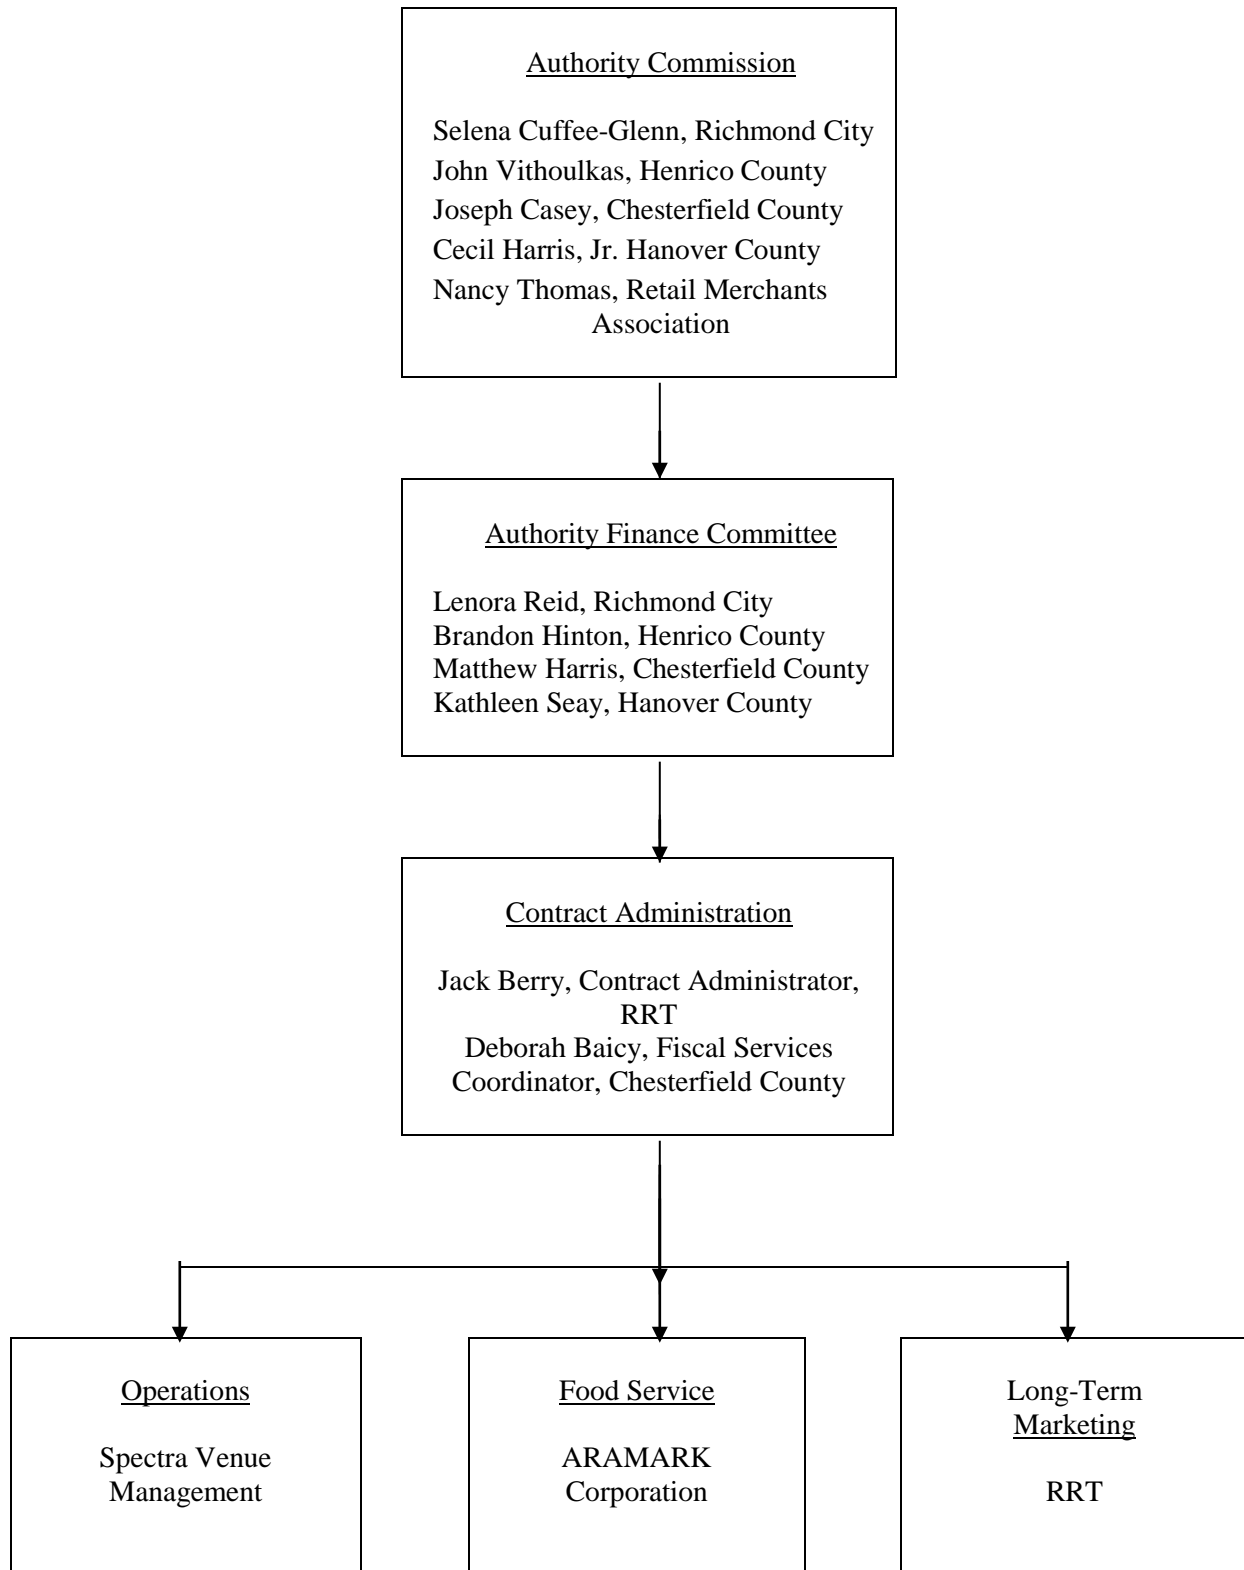 Authority Commission
Selena Cuffee-Glenn, Richmond City
John Vithoulkas, Henrico County
Joseph Casey, Chesterfield County
Cecil Harris, Jr. Hanover County
Nancy Thomas, Retail Merchants
Association
Authority Finance Committee
Lenora Reid, Richmond City
Brandon Hinton, Henrico County
Matthew Harris, Chesterfield County
Kathleen Seay, Hanover County
Contract Administration
Jack Berry, Contract Administrator,
RRT
Deborah Baicy, Fiscal Services
Coordinator, Chesterfield County
Operations
Spectra Venue
Management
Food Service
ARAMARK
Corporation
Long-Term
Marketing
RRT